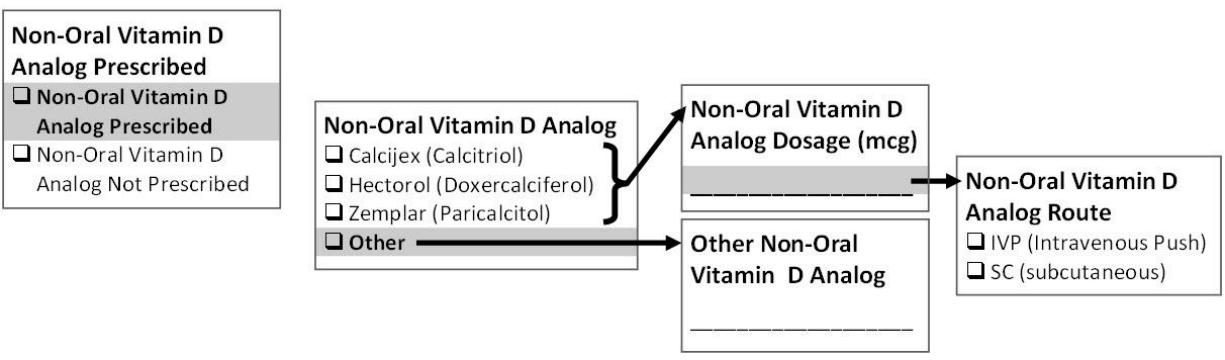 Non-Oral Vitamin D
Analog Prescribed
❑ Non-Oral Vitamin D
Analog Prescribed
❑ Non-Oral Vitamin D
Analog Not Prescribed
Non-Oral Vitamin D Analog
❑ Calcijex (Calcitriol)
❑ Hectorol (Doxercalciferol)
❑ Zemplar (Paricalcitol)
❑ Other
Non-Oral Vitamin D
Analog Dosage (mcg)
_________________
Other Non-Oral
Vitamin D Analog
_________________
Non-Oral Vitamin D
Analog Route
❑ IVP (Intravenous Push)
❑ SC (subcutaneous)